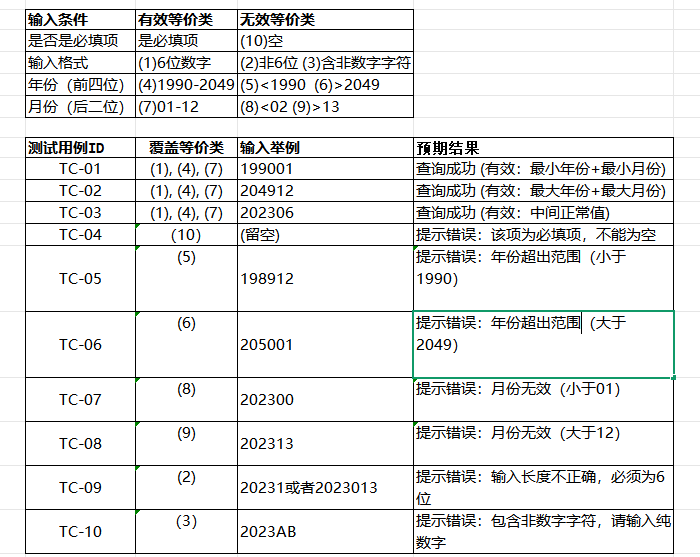 输入条件 有效等价类 无效等价类
是否是必填项 是必填项 (10)空
输入格式 (1)6位数字 (2)非6位 (3)含非数字字符
年份（前四位） (4)1990-2049 (5)<1990 (6)>2049
月份（后二位） (7)01-12 (8)<02 (9)>13
测试用例ID 覆盖等价类 输入举例 预期结果
TC-01 (1), (4), (7) 199001 查询成功 (有效：最小年份+最小月份)
TC-02 (1), (4), (7) 204912 查询成功 (有效：最大年份+最大月份)
TC-03 (1), (4), (7) 202306 查询成功 (有效：中间正常值)
TC-04 (10) (留空) 提示错误：该项为必填项，不能为空
TC-05 (5) 198912 提示错误：年份超出范围（小于
1990）
TC-06 (6) 205001 提示错误：年份超出范围（大于
2049）
TC-07 (8) 202300 提示错误：月份无效（小于01）
TC-08 (9) 202313 提示错误：月份无效（大于12）
TC-09 (2) 20231或者2023013 提示错误：输入长度不正确，必须为6
位
TC-10 (3) 2023AB 提示错误：包含非数字字符，请输入纯
数字